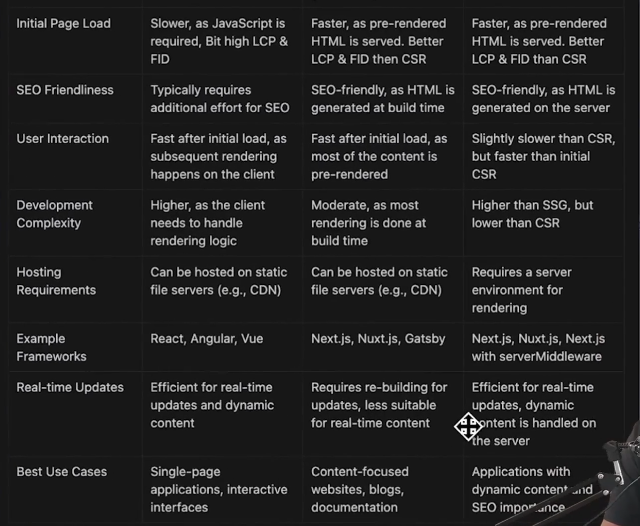 Initial Page Load
Slower, as JavaScript is
required, Bit high LCP &
FID
Faster, as pre-rendered
HTML is served. Better
LCP & FID then CSR
Faster, as pre-rendered
HTML is served. Better
LCP & FID than CSR
SEO Friendliness
Typically requires
additional effort for SEO
SEO-friendly, as HTML is
generated at build time
SEO-friendly, as HTML is
generated on the server
User Interaction
Fast after initial load, as
subsequent rendering
happens on the client
Fast after initial load, as
most of the content is
pre-rendered
Slightly slower than CSR,
but faster than initial
CSR
Development
Complexity
Higher, as the client
needs to handle
rendering logic
Moderate, as most
rendering is done at
build time
Higher than SSG, but
lower than CSR
Hosting
Requirements
Can be hosted on static
file servers (e.g., CDN)
Can be hosted on static
file servers (e.g., CDN)
Requires a server
environment for
rendering
Example
Frameworks
React, Angular, Vue
Next.js, Nuxt.js, Gatsby
Next.js, Nuxt.js, Next.js
with serverMiddleware
Real-time Updates
Efficient for real-time
updates and dynamic
content
Requires re-building for
updates, less suitable
for real-time content
Efficient for real-time
updates, dynamic
content is handled on
the server
Best Use Cases
Single-page
applications, interactive
interfaces
Content-focused
websites, blogs,
documentation
Applications with
dynamic content and
SEO importance